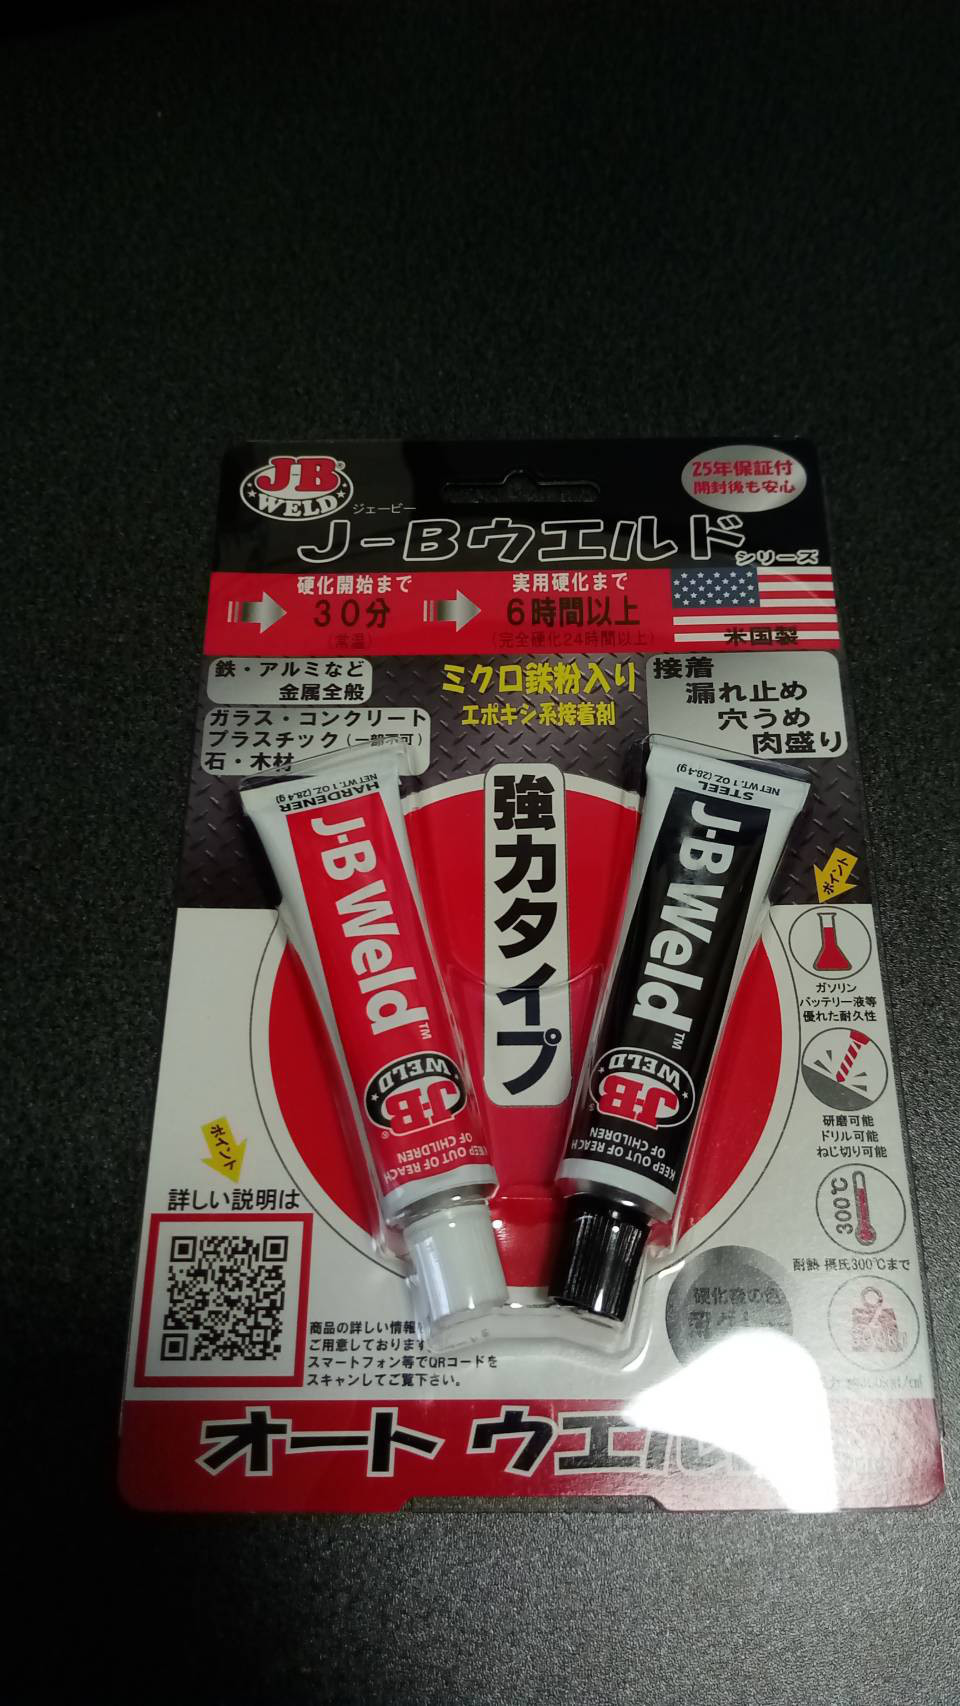 J-B
WELD
ジェービー
J-Bウエルド
シリーズ
25年保証付
開封後も安心
硬化開始まで
30分
(常温)
実用硬化まで
6時間以上
(完全硬化24時間以上)
米国製
鉄・アルミなど
金属全般
ガラス・コンクリート
プラスチック(一部不可)
石・木材
ミクロ鉄粉入り
エポキシ系接着剤
接着
漏れ止め
穴うめ
肉盛り
HARDENER
NET WT. 1 OZ. (28.4 g)
J-B Weld™
J-B®
WELD
KEEP OUT OF REACH
OF CHILDREN
強力タイプ
STEEL
NET WT. 1 OZ. (28.4 g)
J-B Weld™
J-B
WELD
KEEP OUT OF REACH
OF CHILDREN
ポイント
ガソリン
バッテリー液等
優れた耐久性
研磨可能
ドリル可能
ねじ切り可能
300℃
耐熱 摂氏300℃まで
硬化後の色
ポイント
詳しい説明は
商品の詳しい情報
ご用意しております
スマートフォン等でQRコードを
スキャンしてご覧下さい。
オート ウエル